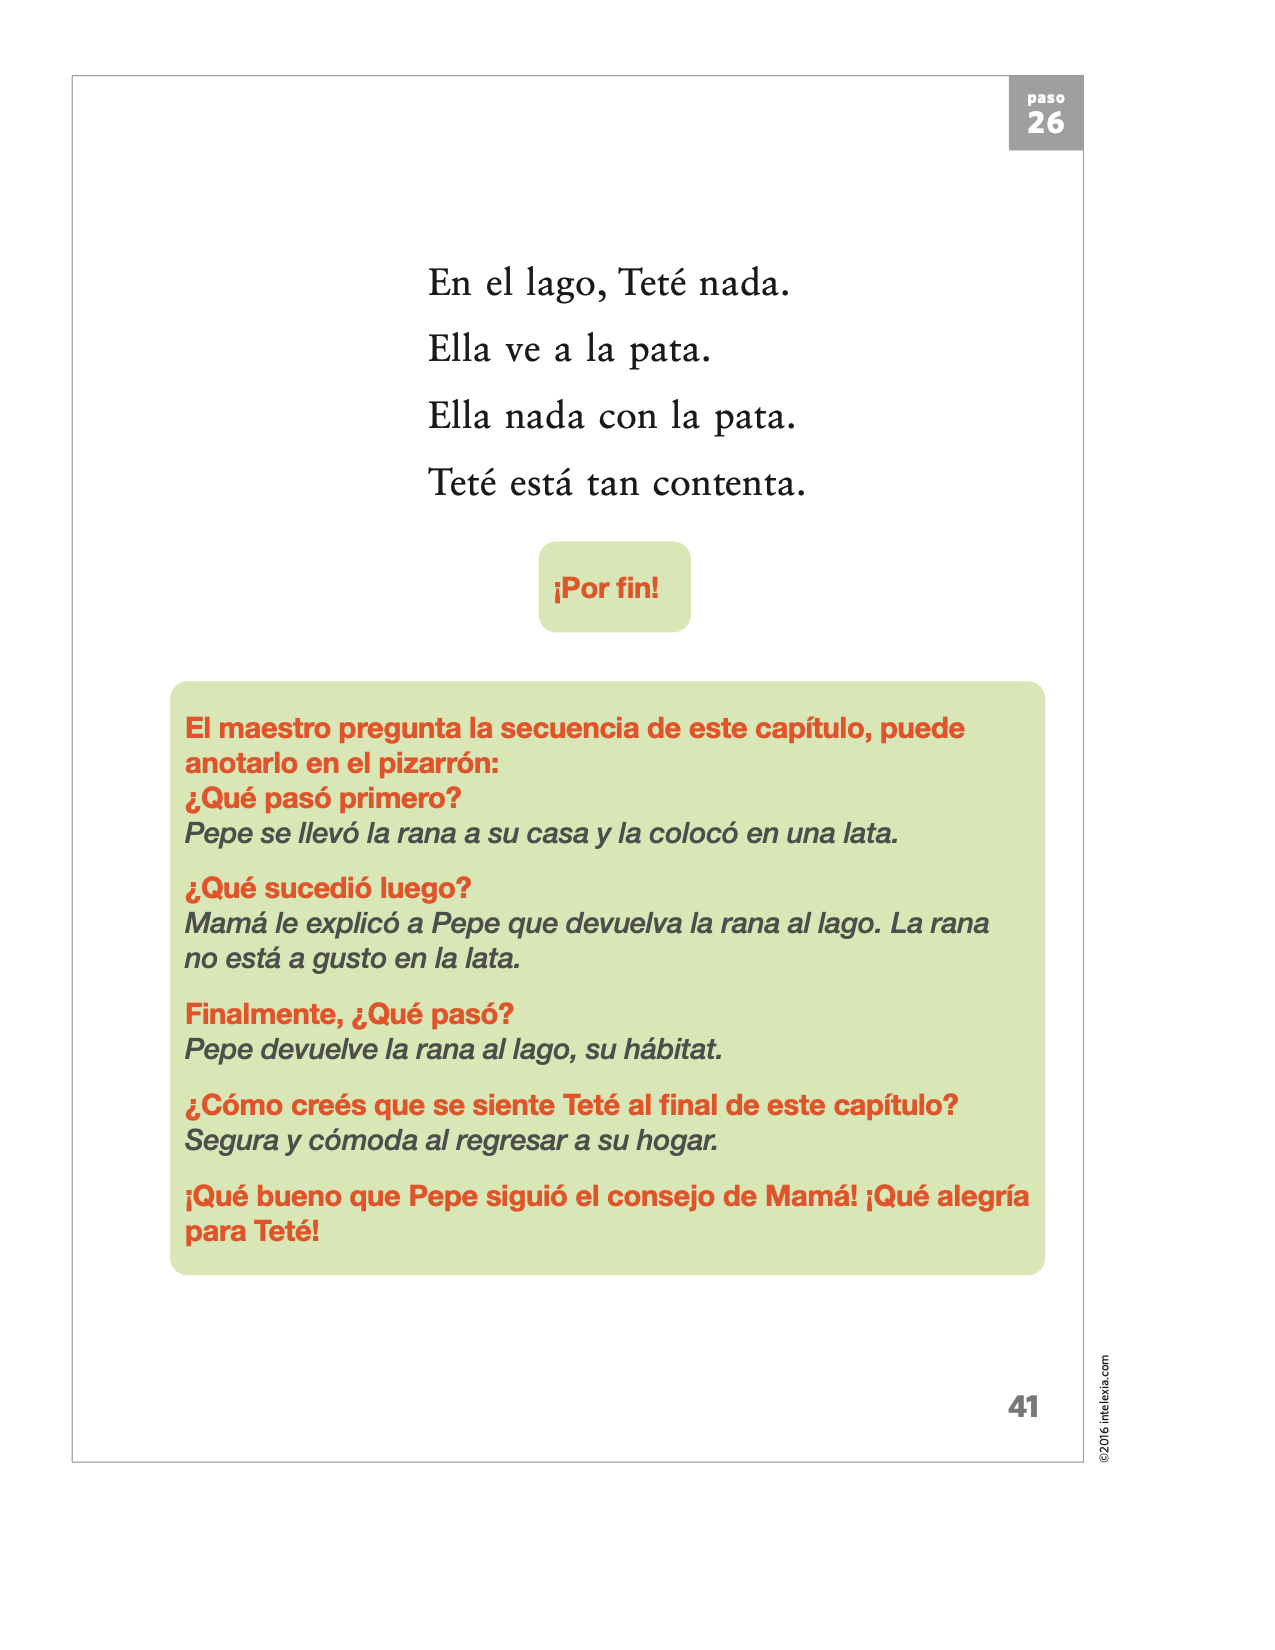 paso
26
En el lago, Teté nada.
Ella ve a la pata.
Ella nada con la pata.
Teté está tan contenta.
¡Por fin!
El maestro pregunta la secuencia de este capítulo, puede
anotarlo en el pizarrón:
¿Qué pasó primero?
Pepe se llevó la rana a su casa y la colocó en una lata.
¿Qué sucedió luego?
Mamá le explicó a Pepe que devuelva la rana al lago. La rana
no está a gusto en la lata.
Finalmente, ¿Qué pasó?
Pepe devuelve la rana al lago, su hábitat.
¿Cómo creés que se siente Teté al final de este capítulo?
Segura y cómoda al regresar a su hogar.
¡Qué bueno que Pepe siguió el consejo de Mamá! ¡Qué alegría
para Teté!
41
©2016 intelexia.com